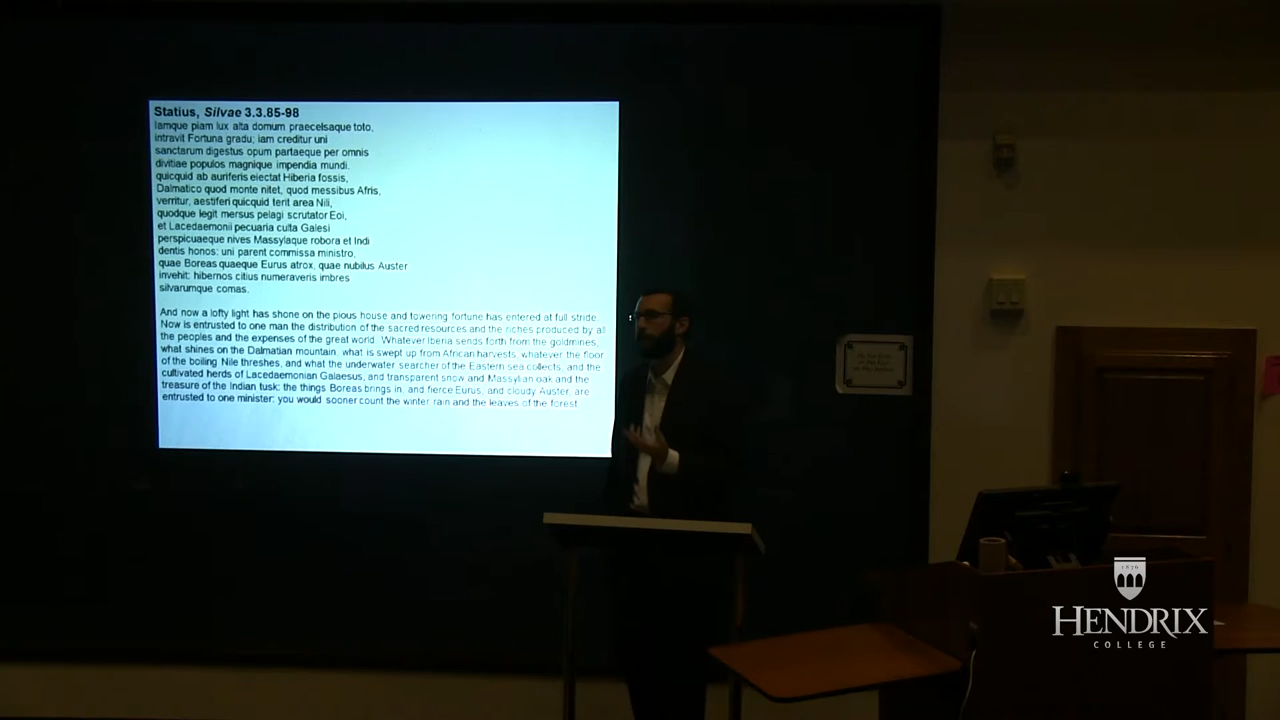 Statius, Silvae 3.3.85-98
Iamque piam lux alta domum praecelsaque toto,
intravit Fortuna gradu; iam creditur uni
sanctarum digestus opum partaeque per omnis
divitiae populos magnique impendia mundi.
quicquid ab auriferis eiectat Hiberia fossis,
Dalmatico quod monte nitet, quod messibus Afris,
verritur, aestiferi quicquid terit area Nili,
quodque legit mersus pelagi scrutator Eoi,
et Lacedaemonii pecuaria culta Galesi
perspicuaeque nives Massylaque robora et Indi
dentis honos: uni parent commissa ministro,
quae Boreas quaeque Eurus atrox, quae nubilus Auster
invehit: hibernos citius numeraveris imbres
silvarumque comas.
And now a lofty light has shone on the pious house and towering fortune has entered at full stride.
Now is entrusted to one man the distribution of the sacred resources and the riches produced by all
the peoples and the expenses of the great world. Whatever Iberia sends forth from the goldmines,
what shines on the Dalmatian mountain, what is swept up from African harvests, whatever the floor
of the boiling Nile threshes, and what the underwater searcher of the Eastern sea collects, and the
cultivated herds of Lacedaemonian Galaesus, and transparent snow and Massylian oak and the
treasure of the Indian tusk: the things Boreas brings in, and fierce Eurus, and cloudy Auster, are
entrusted to one minister: you would sooner count the winter rain and the leaves of the forest.
1876
HENDRIX
COLLEGE